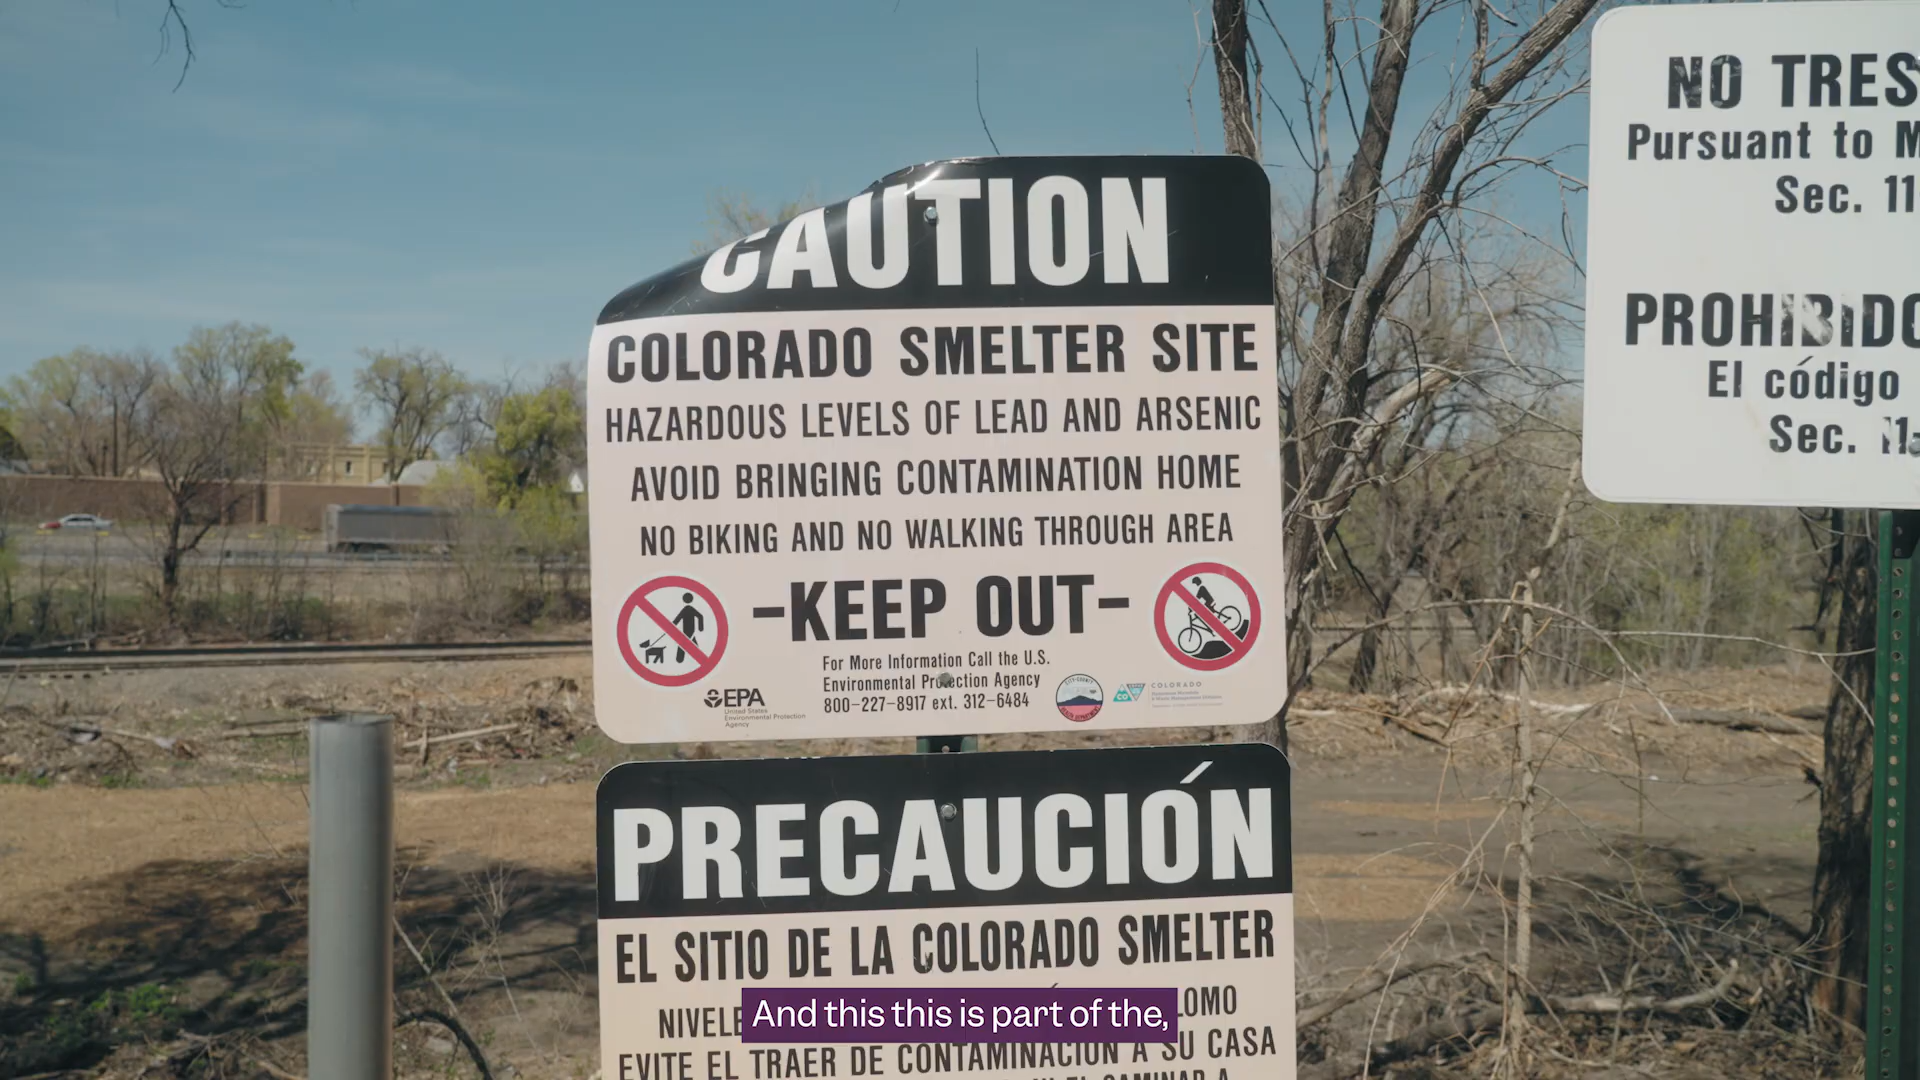 CAUTION
COLORADO SMELTER SITE
HAZARDOUS LEVELS OF LEAD AND ARSENIC
AVOID BRINGING CONTAMINATION HOME
NO BIKING AND NO WALKING THROUGH AREA
-KEEP OUT-
For More Information Call the U.S.
Environmental Protection Agency
800-227-8917 ext. 312-6484
EPA
United States
Environmental Protection
Agency
CO
COLORADO
PRECAUCIÓN
EL SITIO DE LA COLORADO SMELTER
NIVELE
LOMO
EVITE EL TRAER DE CONTAMINACIÓN A SU CASA
NO TRES
Pursuant to M
Sec. 11
PROHIBIDO
El código
Sec. 11-
And this this is part of the,